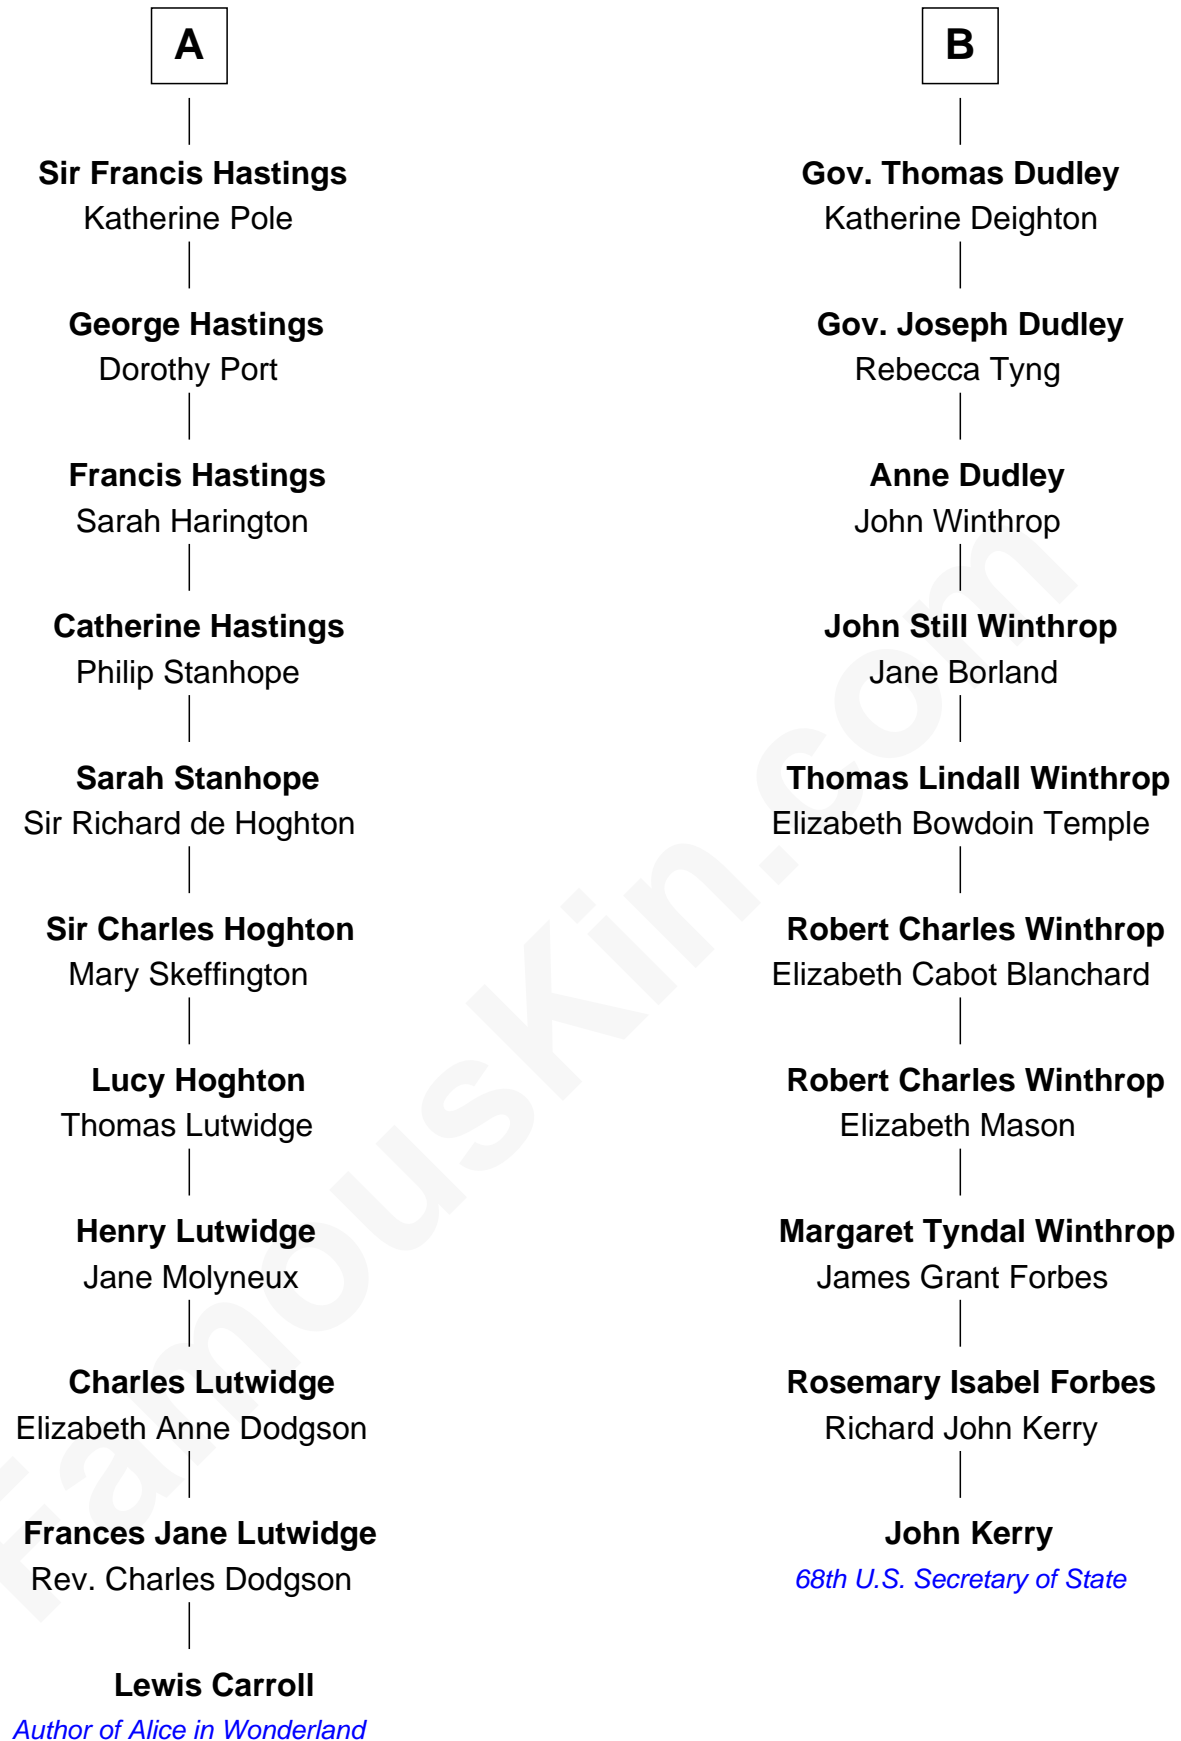 A
Sir Francis Hastings
Katherine Pole
George Hastings
Dorothy Port
Francis Hastings
Sarah Harington
Catherine Hastings
Philip Stanhope
Sarah Stanhope
Sir Richard de Hoghton
Sir Charles Hoghton
Mary Skeffington
Lucy Hoghton
Thomas Lutwidge
Henry Lutwidge
Jane Molyneux
Charles Lutwidge
Elizabeth Anne Dodgson
Frances Jane Lutwidge
Rev. Charles Dodgson
Lewis Carroll
Author of Alice in Wonderland
B
Gov. Thomas Dudley
Katherine Deighton
Gov. Joseph Dudley
Rebecca Tyng
Anne Dudley
John Winthrop
John Still Winthrop
Jane Borland
Thomas Lindall Winthrop
Elizabeth Bowdoin Temple
Robert Charles Winthrop
Elizabeth Cabot Blanchard
Robert Charles Winthrop
Elizabeth Mason
Margaret Tyndal Winthrop
James Grant Forbes
Rosemary Isabel Forbes
Richard John Kerry
John Kerry
68th U.S. Secretary of State
FamousKin.com